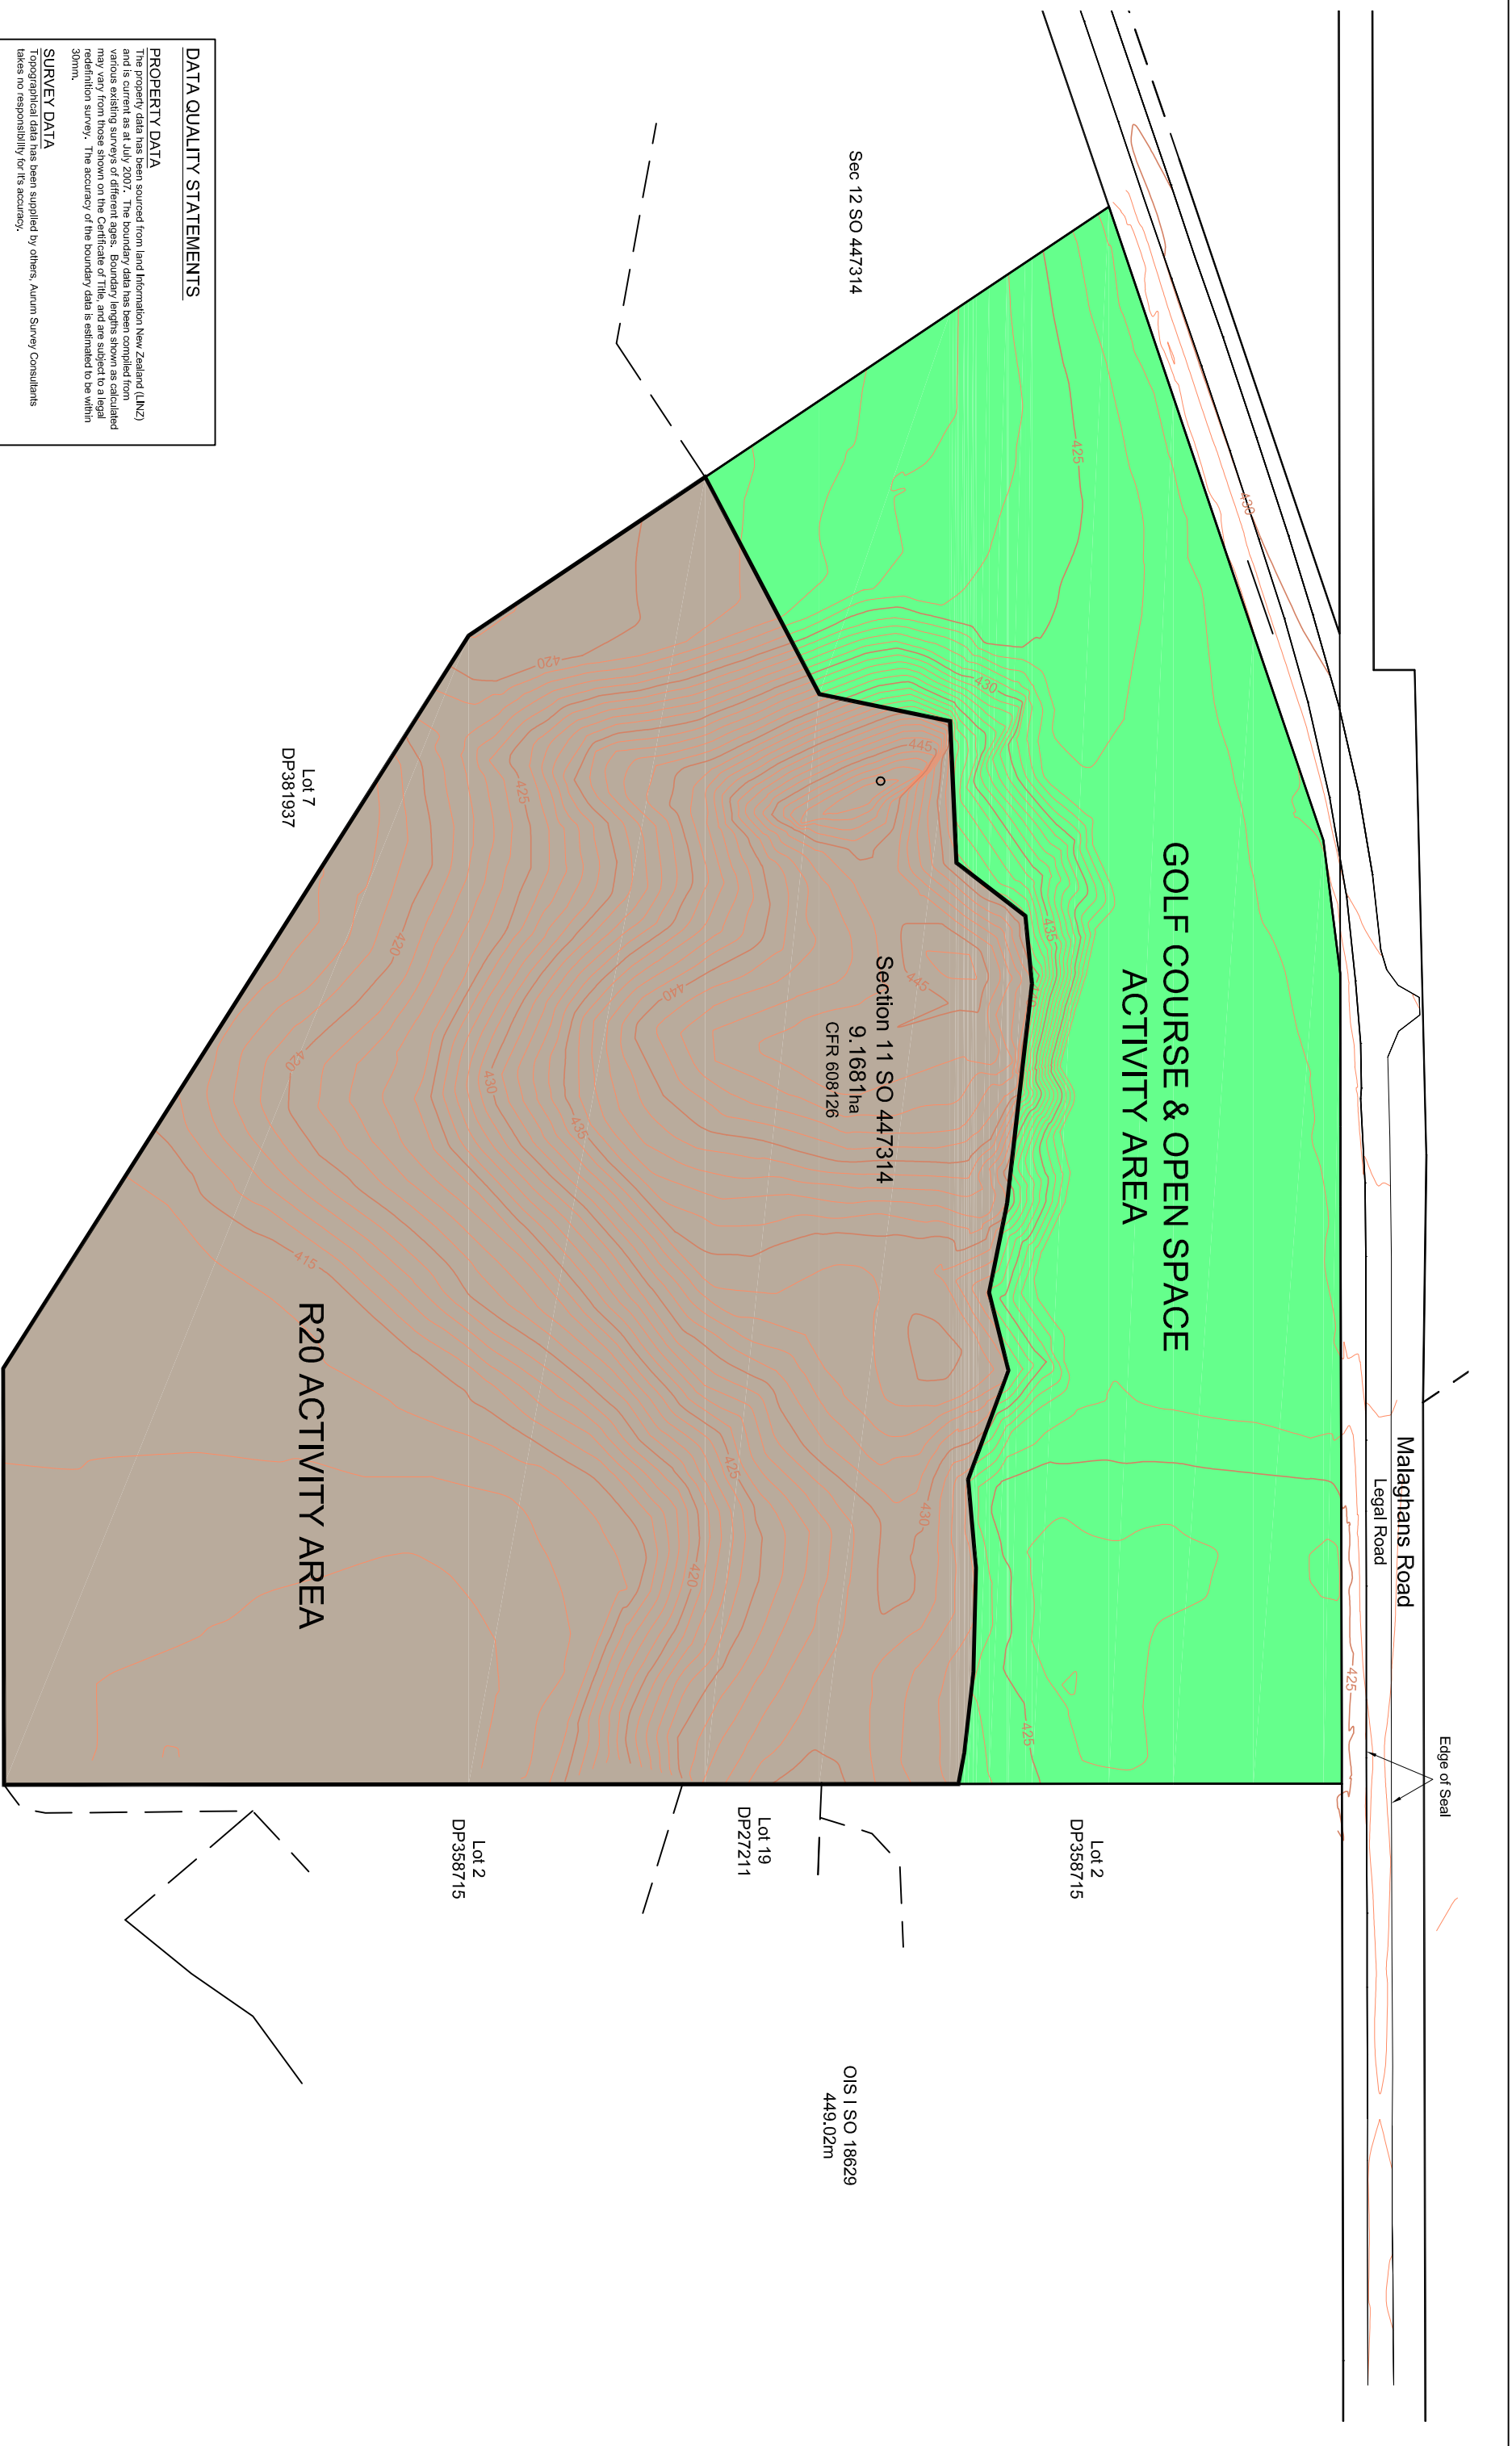 Malaghans Road
Legal Road
Edge of Seal
GOLF COURSE & OPEN SPACE
ACTIVITY AREA
Sec 12 SO 447314
Section 11 SO 447314
9.1681ha
CFR 608126
R20 ACTIVITY AREA
Lot 7
DP381937
Lot 2
DP358715
Lot 19
DP27211
Lot 2
DP358715
OIS I SO 18629
449.02m
430
425
430
435
445
445
440
435
430
425
420
420
420
415
425
420
430
425
425
DATA QUALITY STATEMENTS
PROPERTY DATA
The property data has been sourced from land Information New Zealand (LINZ)
and is current as at July 2007. The boundary data has been compiled from
various existing surveys of different ages. Boundary lengths shown as calculated
may vary from those shown on the Certificate of Title, and are subject to a legal
redefinition survey. The accuracy of the boundary data is estimated to be within
30mm.
SURVEY DATA
Topographical data has been supplied by others, Aurum Survey Consultants
takes no responsibility for it's accuracy.